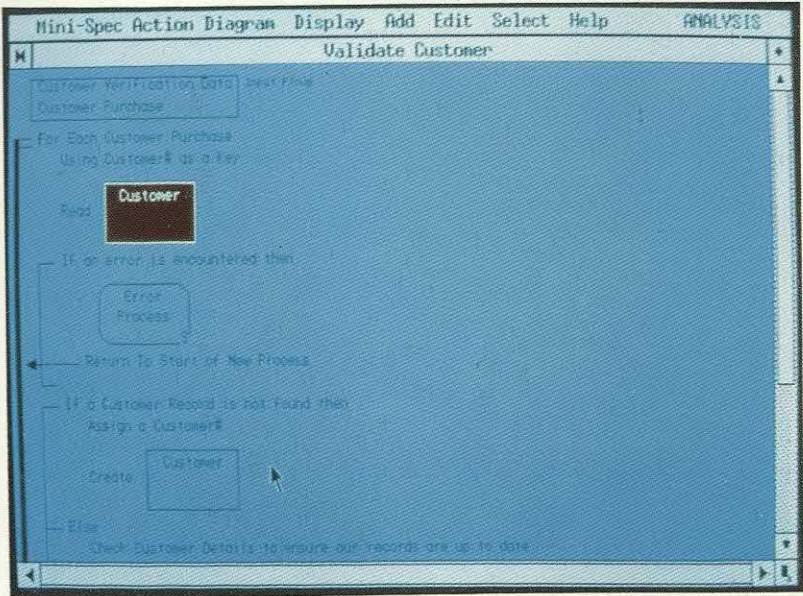 Mini-Spec Action Diagram Display Add Edit Select Help ANALYSIS
Validate Customer
Customer Verification Data Input Flow
Customer Purchase
For Each Customer Purchase
Using Customer# as a key
Read Customer
If an error is encountered then
Error
Process
Return To Start of New Process
If a Customer Record is not found then
Assign a Customer#
Create Customer
Else
Check Customer Details to ensure our records are up to date